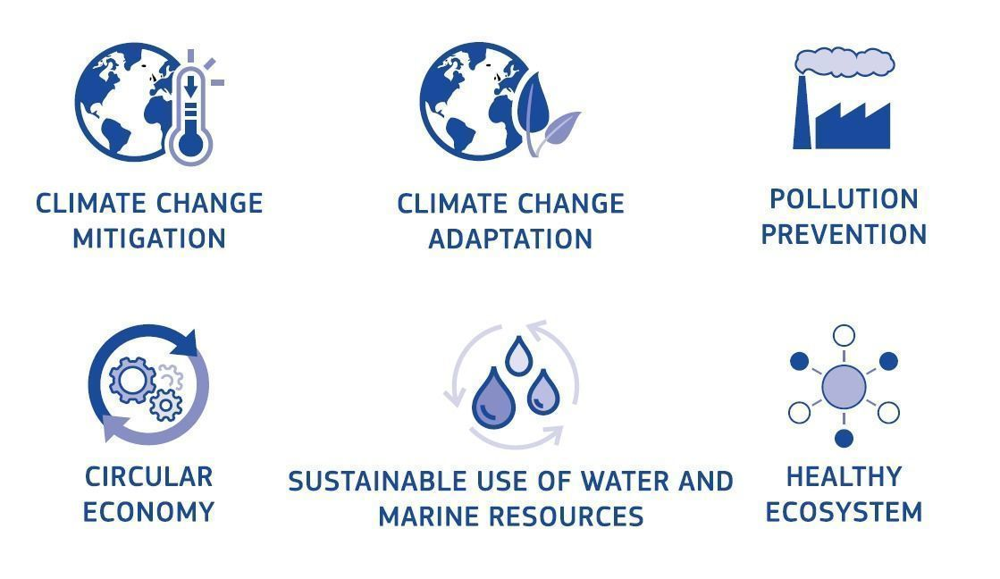 CLIMATE CHANGE
MITIGATION
CLIMATE CHANGE
ADAPTATION
POLLUTION
PREVENTION
CIRCULAR
ECONOMY
SUSTAINABLE USE OF WATER AND
MARINE RESOURCES
HEALTHY
ECOSYSTEM